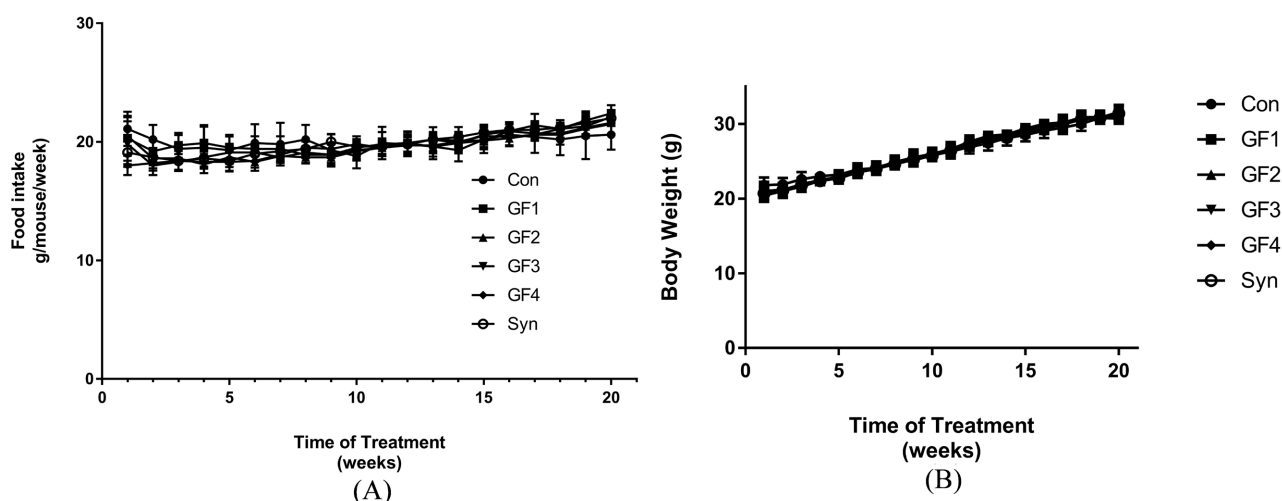 30
20
10
0
0
5
10
15
20
Food intake
g/mouse/week)
Time of Treatment
(weeks)
Con
GF1
GF2
GF3
GF4
Syn
(A)
30
20
10
0
0
5
10
15
20
Body Weight (g)
Time of Treatment
(weeks)
Con
GF1
GF2
GF3
GF4
Syn
(B)